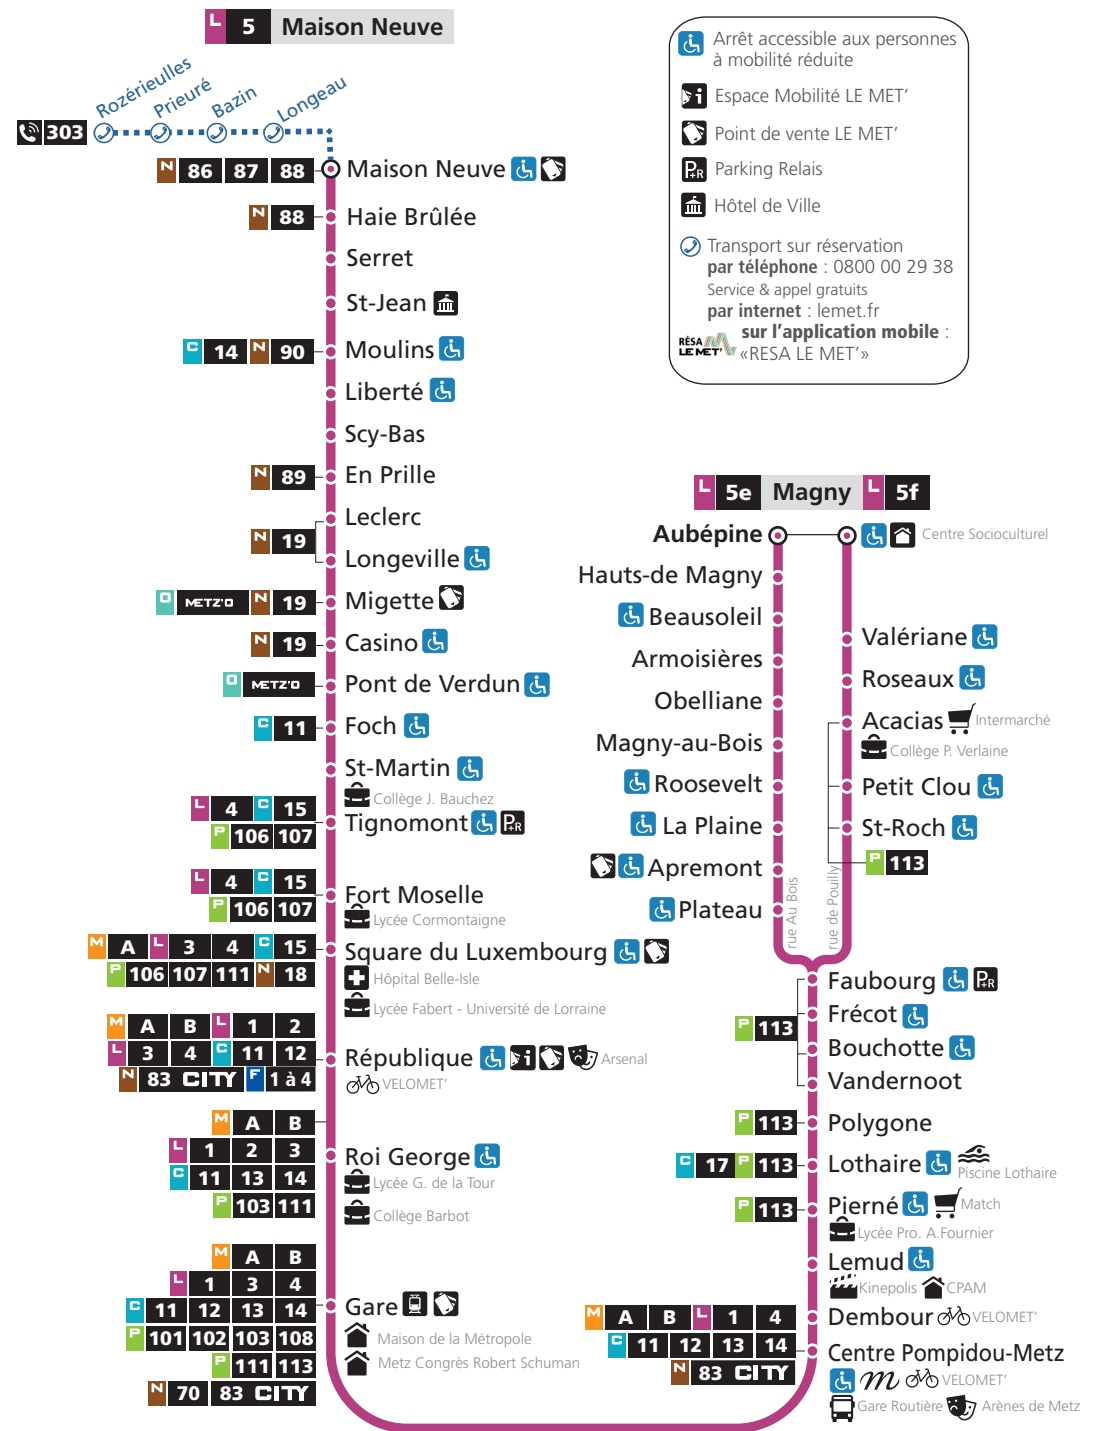 L 5 Maison Neuve
Rozérieulles
Prieuré
Bazin
Longeau
303
N 86 87 88 Maison Neuve
N 88 Haie Brûlée
Serret
St-Jean
C 14 N 90 Moulins
Liberté
Scy-Bas
N 89 En Prille
Leclerc
N 19
Longeville
O METZ'O N 19 Migette
N 19 Casino
O METZ'O Pont de Verdun
C 11 Foch
St-Martin
Collège J. Bauchez
L 4 C 15
P 106 107
Tignomont P+R
L 4 C 15
P 106 107
Fort Moselle
Lycée Cormontaigne
M A L 3 4 C 15
P 106 107 111 N 18
Square du Luxembourg
Hôpital Belle-Isle
Lycée Fabert - Université de Lorraine
M A B L 1 2
L 3 4 C 11 12
N 83 CITY F 1 à 4
République Arsenal
VELOMET'
M A B
L 1 2 3
C 11 13 14
P 103 111
Roi George
Lycée G. de la Tour
Collège Barbot
M A B
L 1 3 4
C 11 12 13 14
P 101 102 103 108
P 111 113
N 70 83 CITY
Gare
Maison de la Métropole
Metz Congrès Robert Schuman
Arrêt accessible aux personnes
à mobilité réduite
Espace Mobilité LE MET'
Point de vente LE MET'
P+R Parking Relais
Hôtel de Ville
Transport sur réservation
par téléphone : 0800 00 29 38
Service & appel gratuits
par internet : lemet.fr
RÉSA LE MET' sur l'application mobile :
«RESA LE MET'»
L 5e Magny L 5f
Aubépine Centre Socioculturel
Hauts-de Magny
Beausoleil
Armoisières
Obelliane
Magny-au-Bois
Roosevelt
La Plaine
Apremont
Plateau
rue Au Bois
Valériane
Roseaux
Acacias Intermarché
Collège P. Verlaine
Petit Clou
St-Roch
P 113
rue de Pouilly
Faubourg P+R
Frécot
P 113
Bouchotte
Vandernoot
P 113 Polygone
C 17 P 113 Lothaire
Piscine Lothaire
P 113 Pierné Match
Lycée Pro. A.Fournier
Lemud
Kinepolis CPAM
Dembour VELOMET'
M A B L 1 4
C 11 12 13 14
N 83 CITY
Centre Pompidou-Metz
m VELOMET'
Gare Routière Arènes de Metz